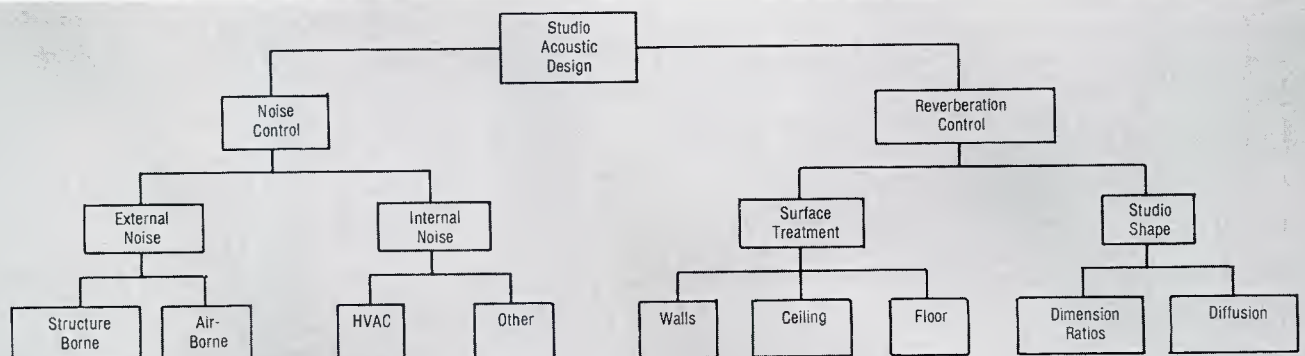 Studio
Acoustic
Design
Noise
Control
Reverberation
Control
External
Noise
Internal
Noise
Surface
Treatment
Studio
Shape
Structure
Borne
Air-
Borne
HVAC
Other
Walls
Ceiling
Floor
Dimension
Ratios
Diffusion